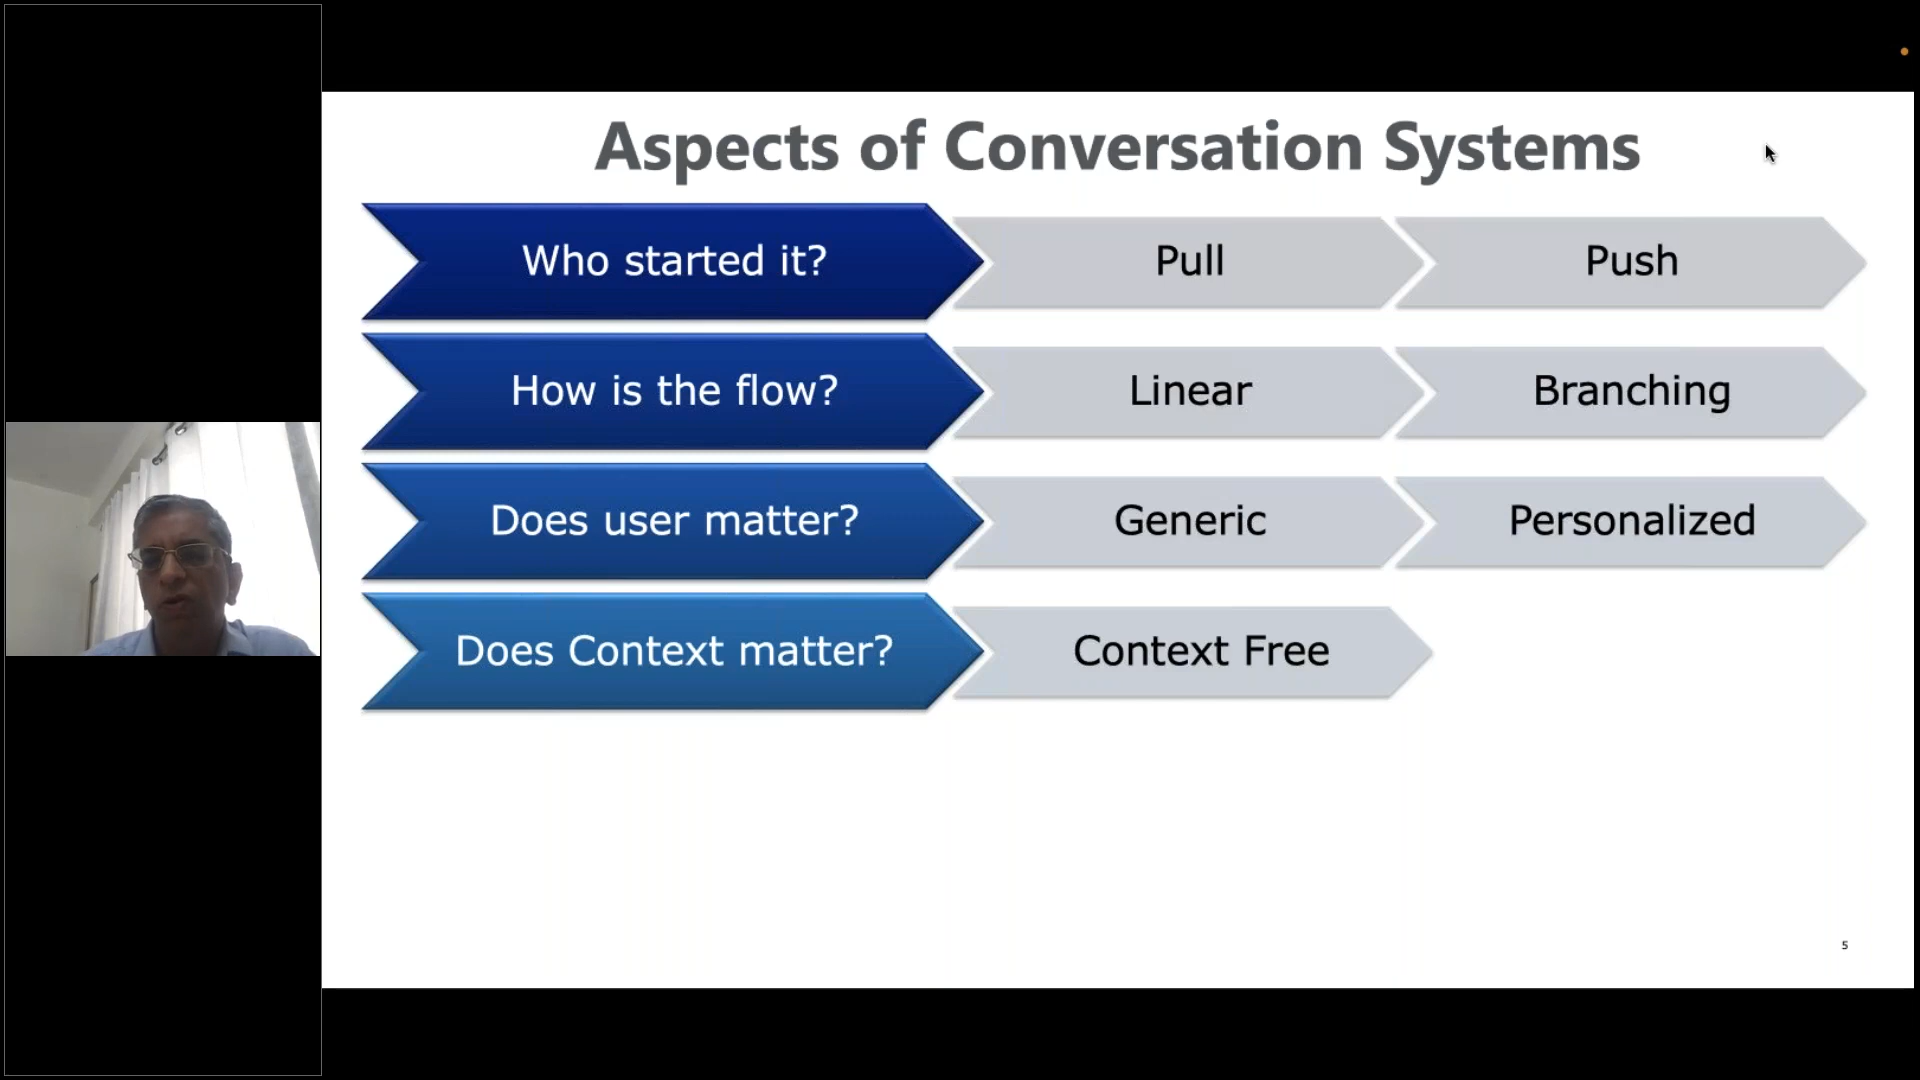 Aspects of Conversation Systems
Who started it? Pull Push
How is the flow? Linear Branching
Does user matter? Generic Personalized
Does Context matter? Context Free
5